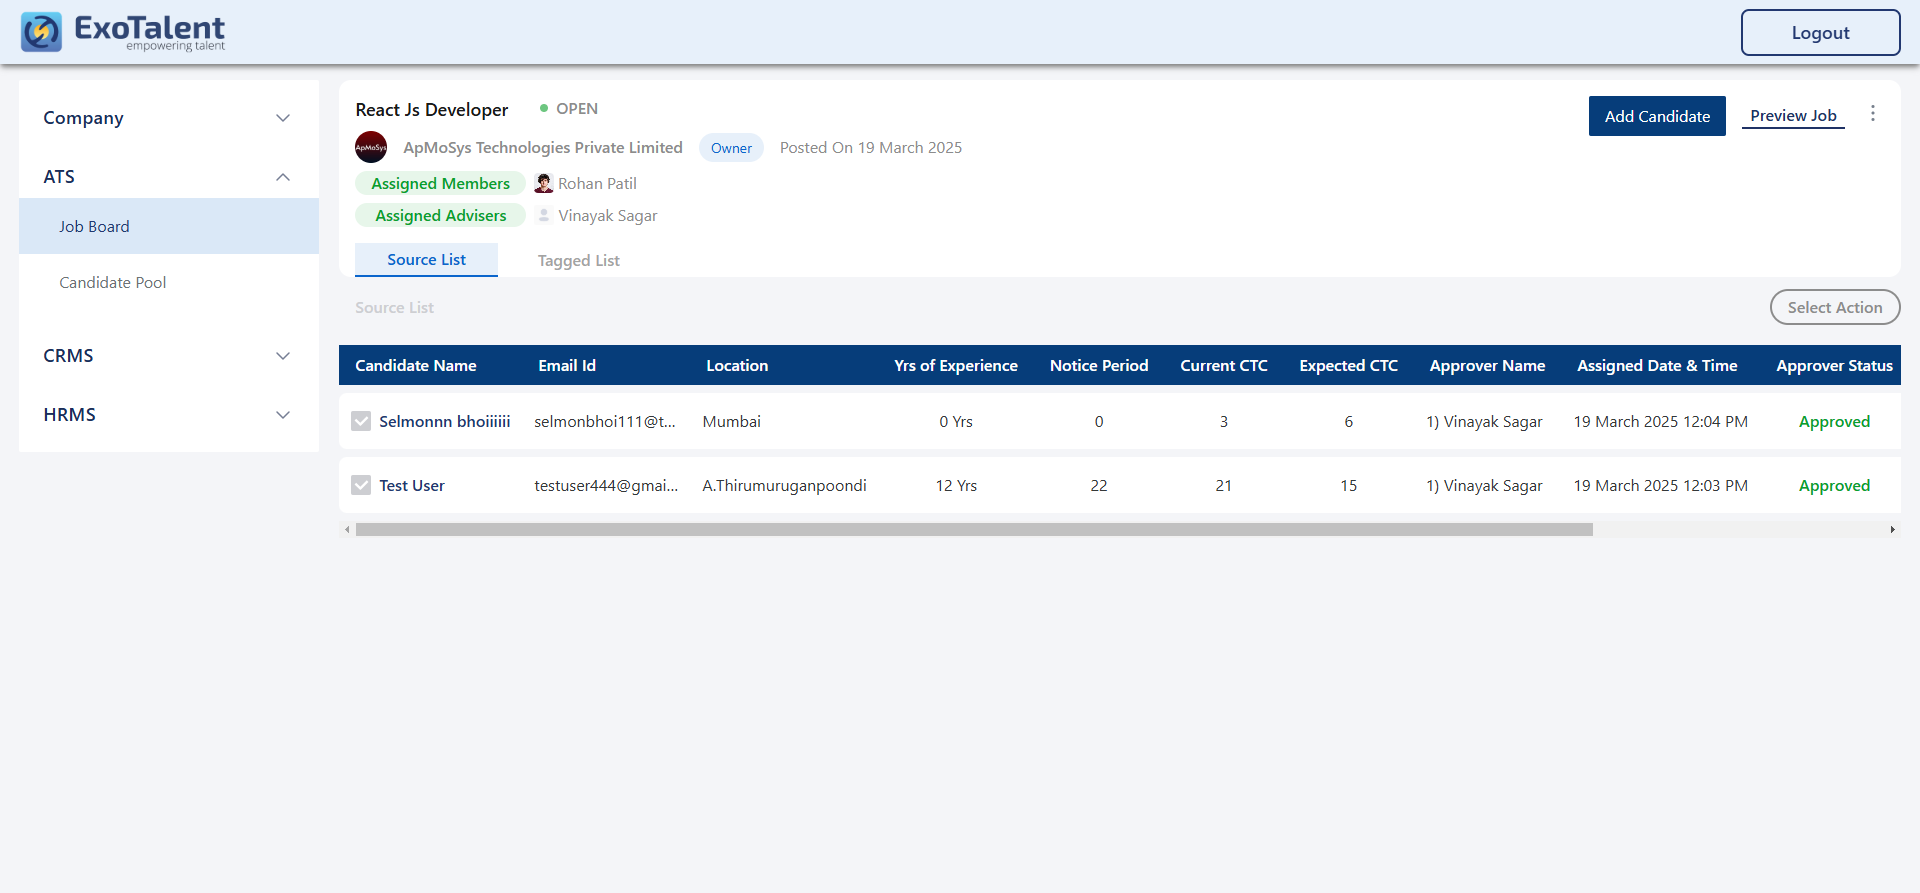 ExoTalent
empowering talent
Logout
Company
ATS
Job Board
Candidate Pool
CRMS
HRMS
React Js Developer OPEN
Add Candidate Preview Job
ApMoSys ApMoSys Technologies Private Limited Owner Posted On 19 March 2025
Assigned Members Rohan Patil
Assigned Advisers Vinayak Sagar
Source List Tagged List
Source List Select Action
Candidate Name Email Id Location Yrs of Experience Notice Period Current CTC Expected CTC Approver Name Assigned Date & Time Approver Status
Selmonnn bhoiiiiii selmonbhoi111@t... Mumbai 0 Yrs 0 3 6 1) Vinayak Sagar 19 March 2025 12:04 PM Approved
Test User testuser444@gmai... A.Thirumuruganpoondi 12 Yrs 22 21 15 1) Vinayak Sagar 19 March 2025 12:03 PM Approved